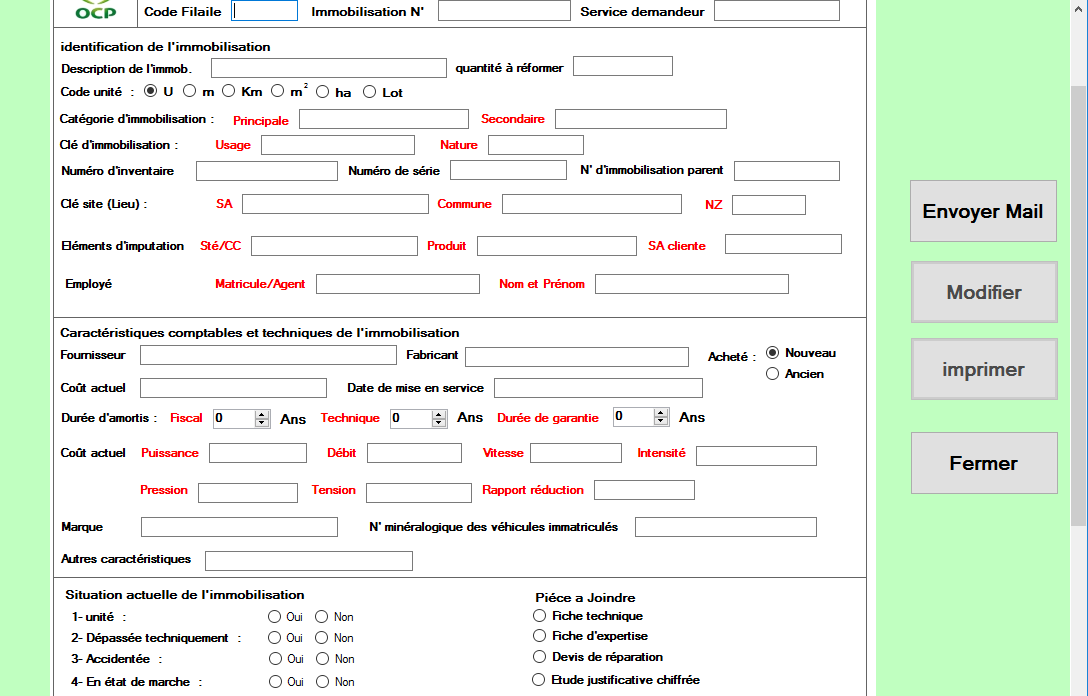 OCP Code Filaile Immobilisation N° Service demandeur
identification de l'immobilisation
Description de l'immob. quantité à réformer
Code unité : U m Km m² ha Lot
Catégorie d'immobilisation : Principale Secondaire
Clé d'immobilisation : Usage Nature
Numéro d'inventaire Numéro de série N° d'immobilisation parent
Clé site (Lieu) : SA Commune NZ
Eléments d'imputation Sté/CC Produit SA cliente
Employé Matricule/Agent Nom et Prénom
Caractéristiques comptables et techniques de l'immobilisation
Fournisseur Fabricant Acheté : Nouveau
Ancien
Coût actuel Date de mise en service
Durée d'amortis : Fiscal 0 Ans Technique 0 Ans Durée de garantie 0 Ans
Coût actuel Puissance Débit Vitesse Intensité
Pression Tension Rapport réduction
Marque N° minéralogique des véhicules immatriculés
Autres caractéristiques
Situation actuelle de l'immobilisation
1- unité : Oui Non
2- Dépassée techniquement : Oui Non
3- Accidentée : Oui Non
4- En état de marche : Oui Non
Piéce a Joindre
Fiche technique
Fiche d'expertise
Devis de réparation
Etude justificative chiffrée
Envoyer Mail
Modifier
imprimer
Fermer